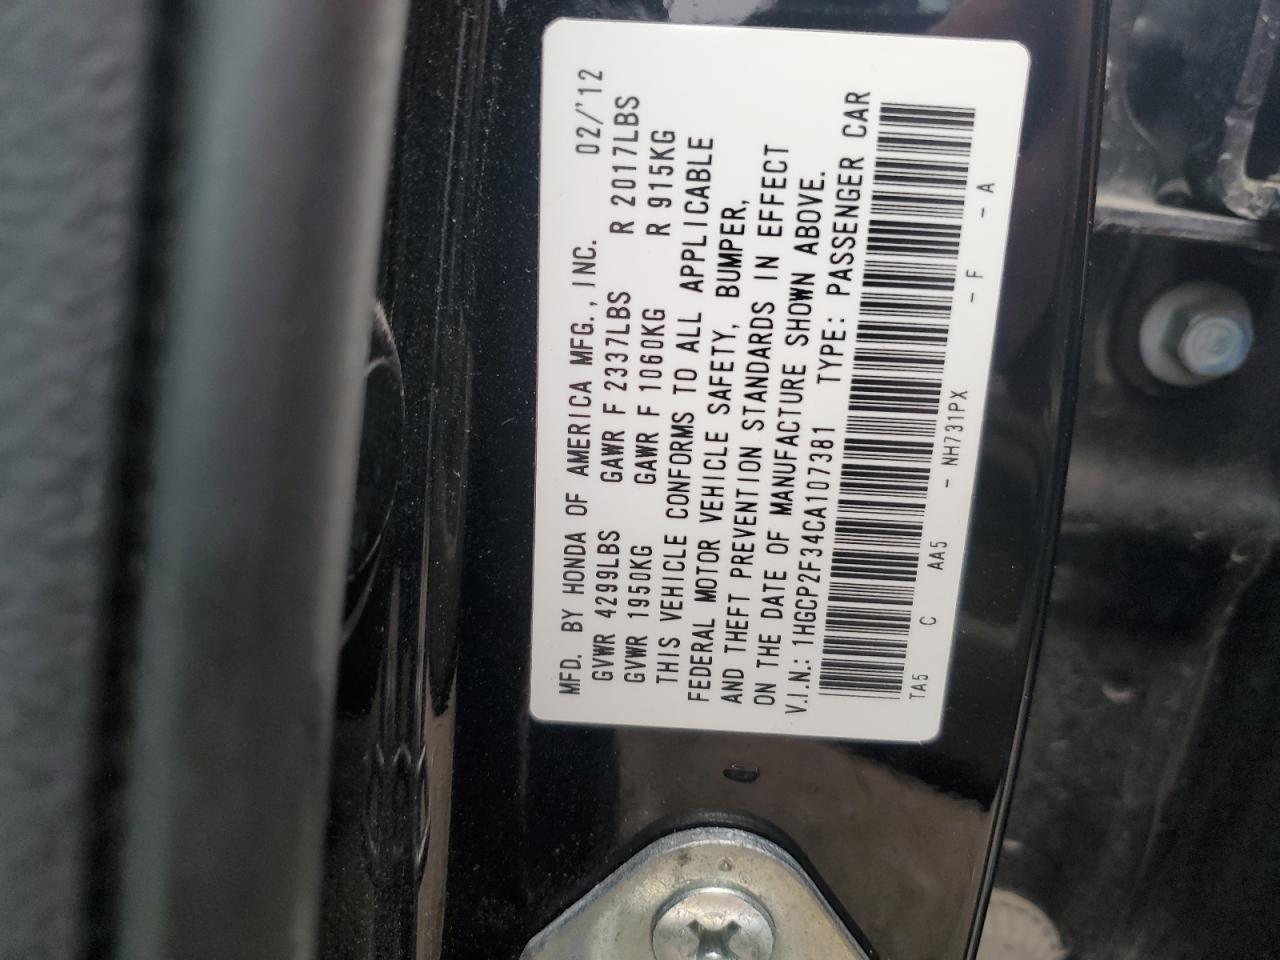 MFD. BY HONDA OF AMERICA MFG., INC. 02/'12
GVWR 4299LBS GAWR F 2337LBS R 2017LBS
GVWR 1950KG GAWR F 1060KG R 915KG
THIS VEHICLE CONFORMS TO ALL APPLICABLE
FEDERAL MOTOR VEHICLE SAFETY, BUMPER,
AND THEFT PREVENTION STANDARDS IN EFFECT
ON THE DATE OF MANUFACTURE SHOWN ABOVE.
V.I.N.: 1HGCP2F34CA107381 TYPE: PASSENGER CAR
TA5 C AA5 - NH731PX - F - A